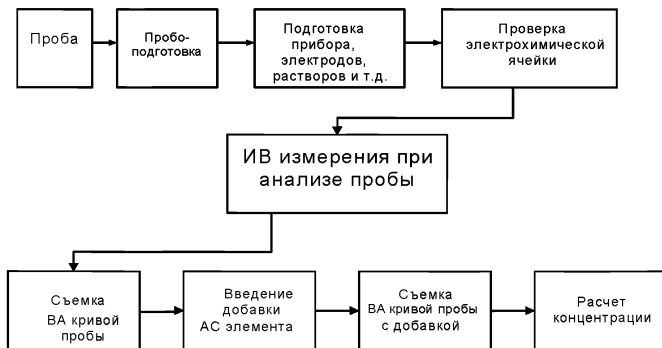 Проба
Пробо-
подготовка
Подготовка
прибора,
электродов,
растворов и т.д.
Проверка
электрохимической
ячейки
ИВ измерения при
анализе пробы
Съемка
ВА кривой
пробы
Введение
добавки
АС элемента
Съемка
ВА кривой пробы
с добавкой
Расчет
концентрации